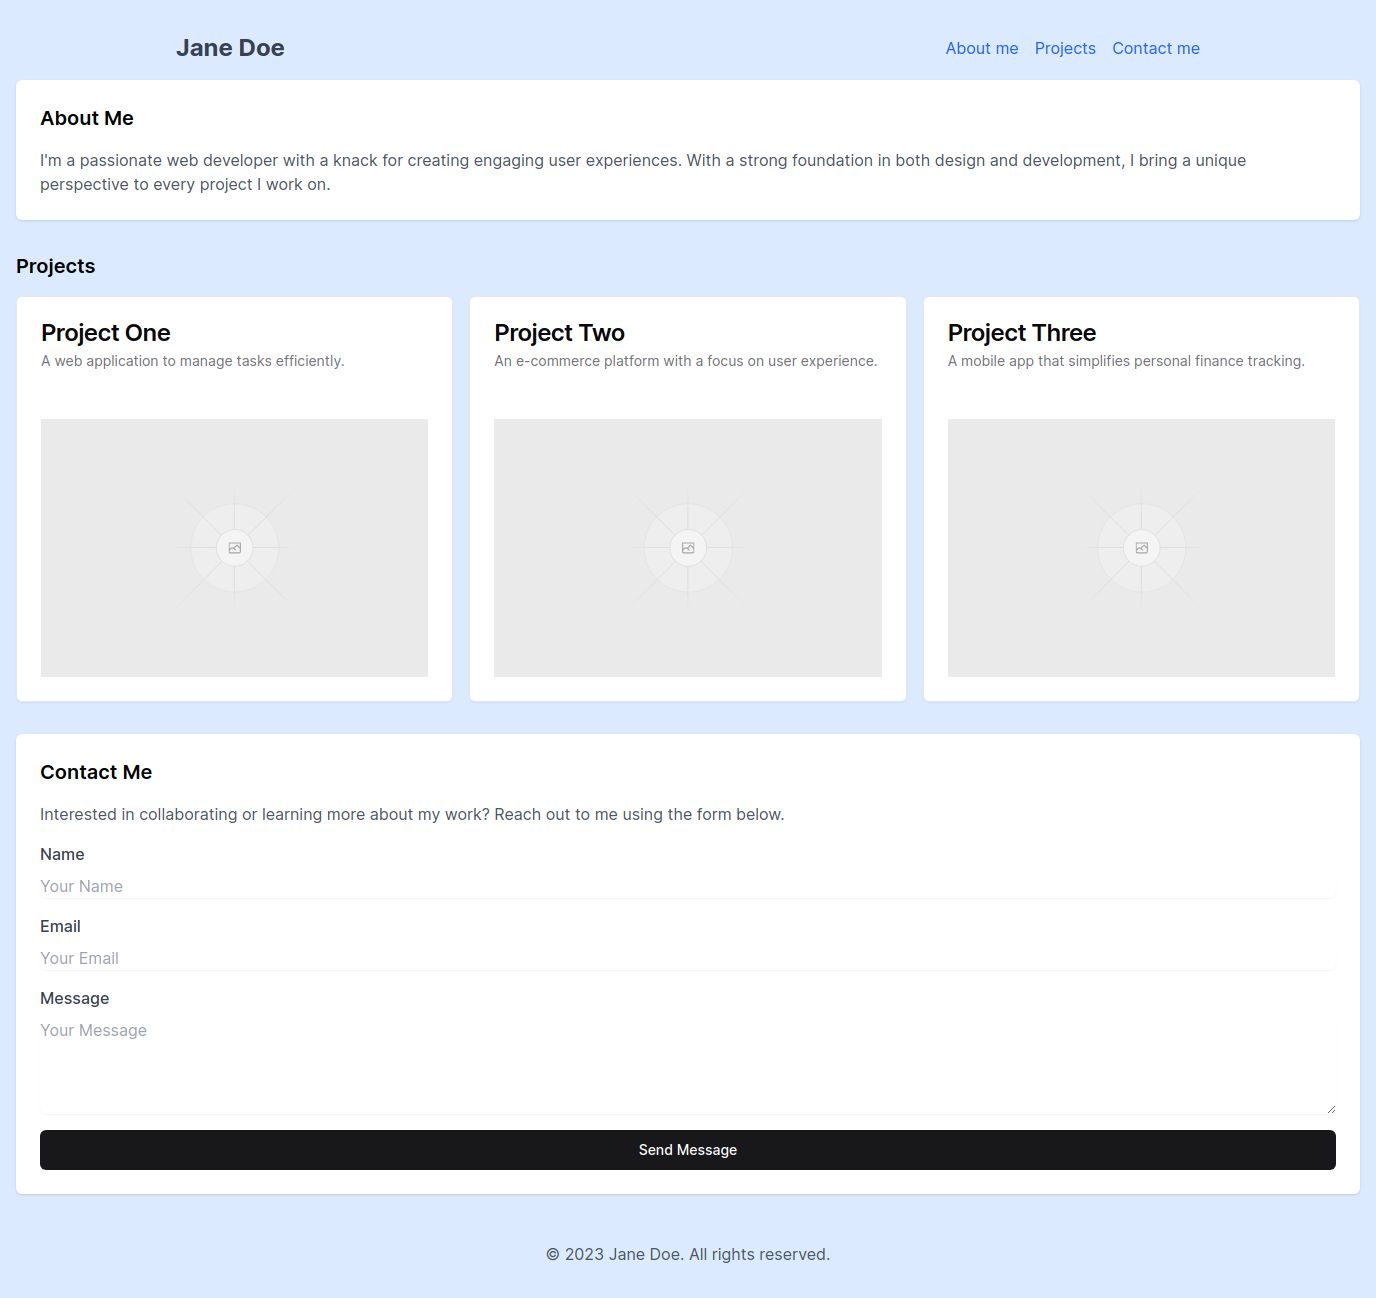 Jane Doe
About me Projects Contact me
About Me
I'm a passionate web developer with a knack for creating engaging user experiences. With a strong foundation in both design and development, I bring a unique
perspective to every project I work on.
Projects
Project One
A web application to manage tasks efficiently.
Project Two
An e-commerce platform with a focus on user experience.
Project Three
A mobile app that simplifies personal finance tracking.
Contact Me
Interested in collaborating or learning more about my work? Reach out to me using the form below.
Name
Your Name
Email
Your Email
Message
Your Message
Send Message
© 2023 Jane Doe. All rights reserved.